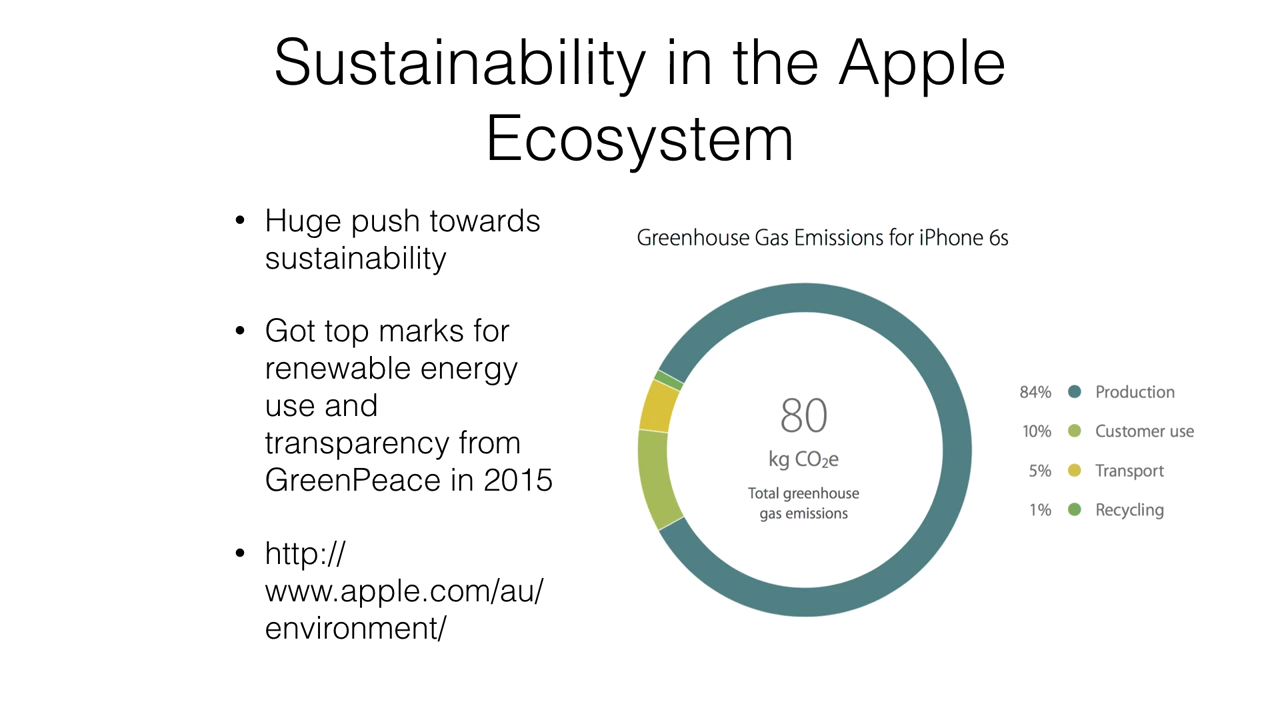 Sustainability in the Apple
Ecosystem
• Huge push towards
sustainability
• Got top marks for
renewable energy
use and
transparency from
GreenPeace in 2015
• http://
www.apple.com/au/
environment/
Greenhouse Gas Emissions for iPhone 6s
80
kg CO₂e
Total greenhouse
gas emissions
84% Production
10% Customer use
5% Transport
1% Recycling